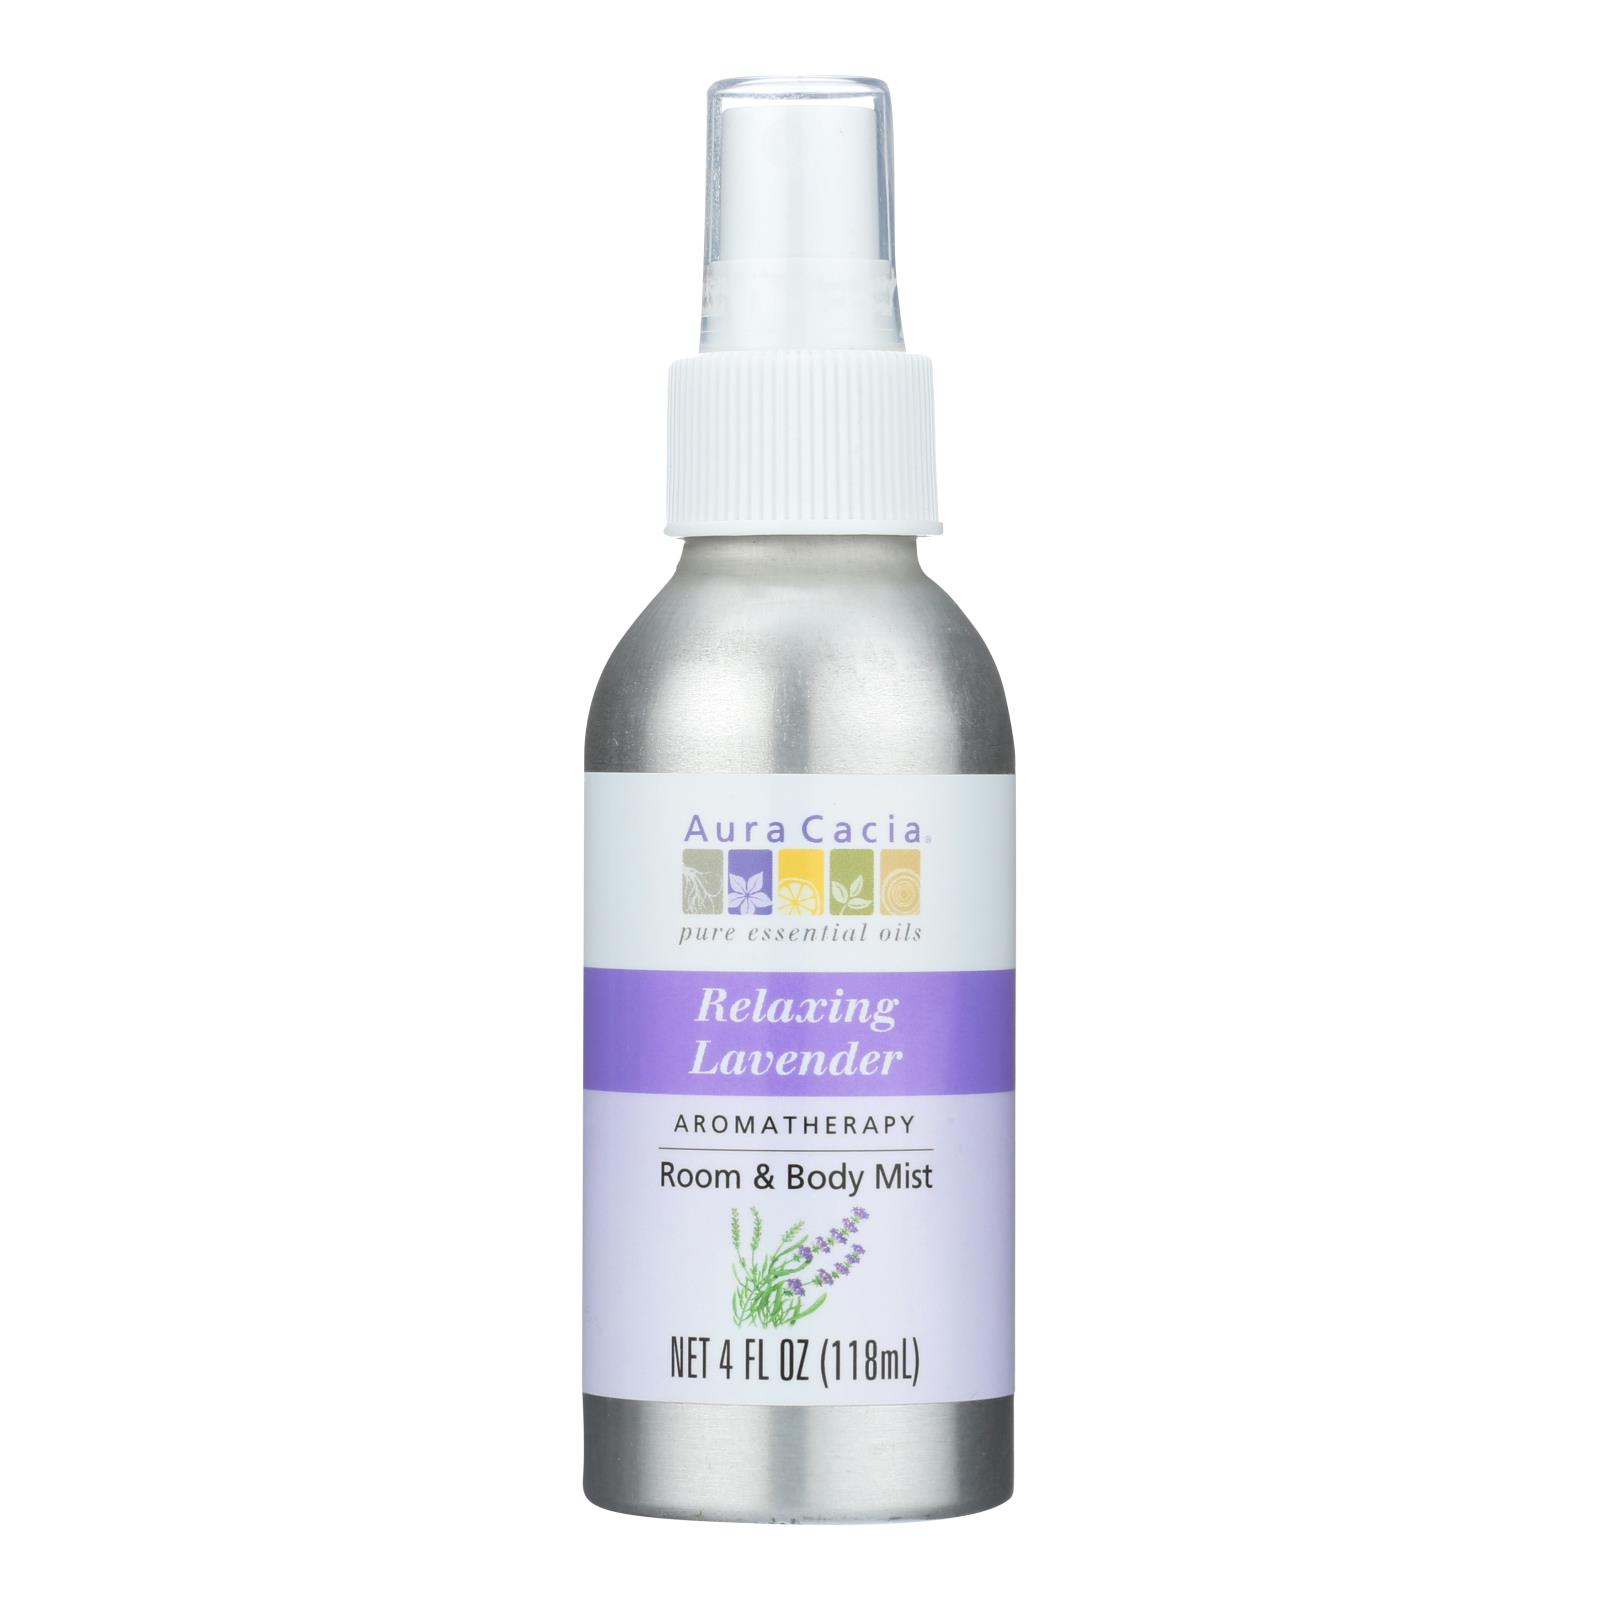 Aura Cacia®
pure essential oils
Relaxing
Lavender
AROMATHERAPY
Room & Body Mist
NET 4 FL OZ (118mL)